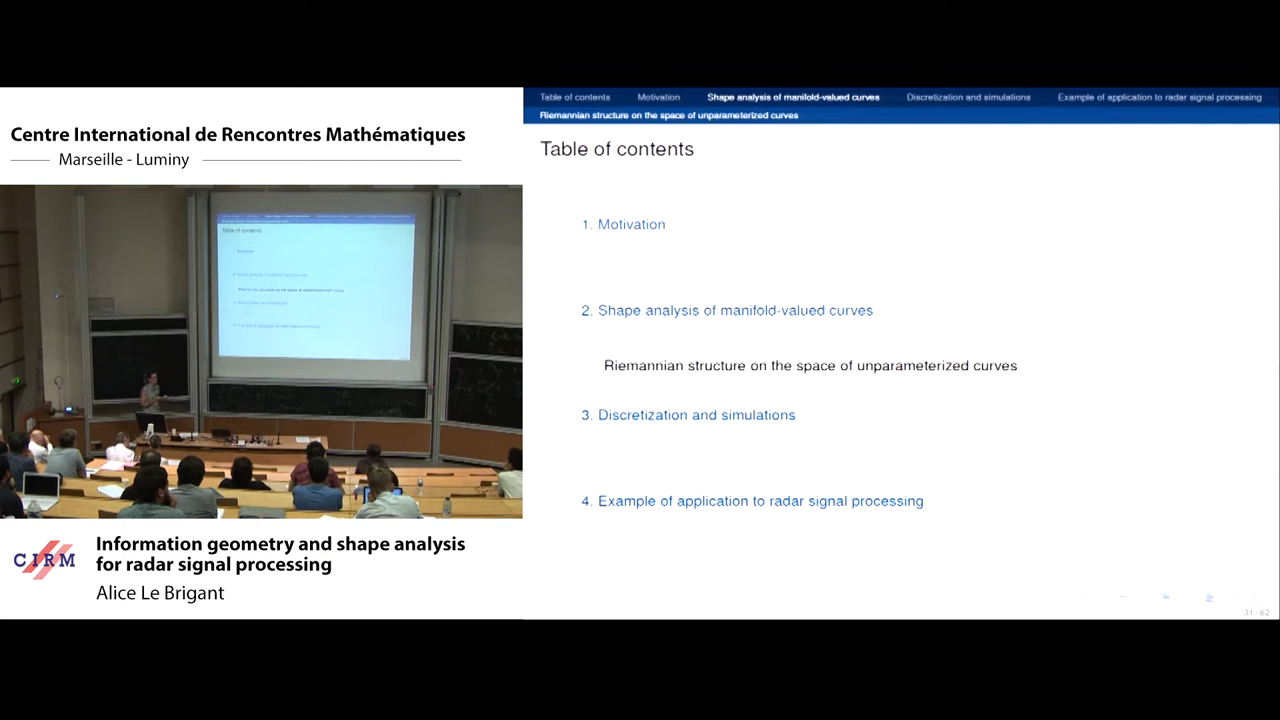 Centre International de Rencontres Mathématiques
Marseille - Luminy
CIRM
Information geometry and shape analysis
for radar signal processing
Alice Le Brigant
Table of contents Motivation Shape analysis of manifold-valued curves Discretization and simulations Example of application to radar signal processing
Riemannian structure on the space of unparameterized curves
Table of contents
1. Motivation
2. Shape analysis of manifold-valued curves
Riemannian structure on the space of unparameterized curves
3. Discretization and simulations
4. Example of application to radar signal processing
31 / 62